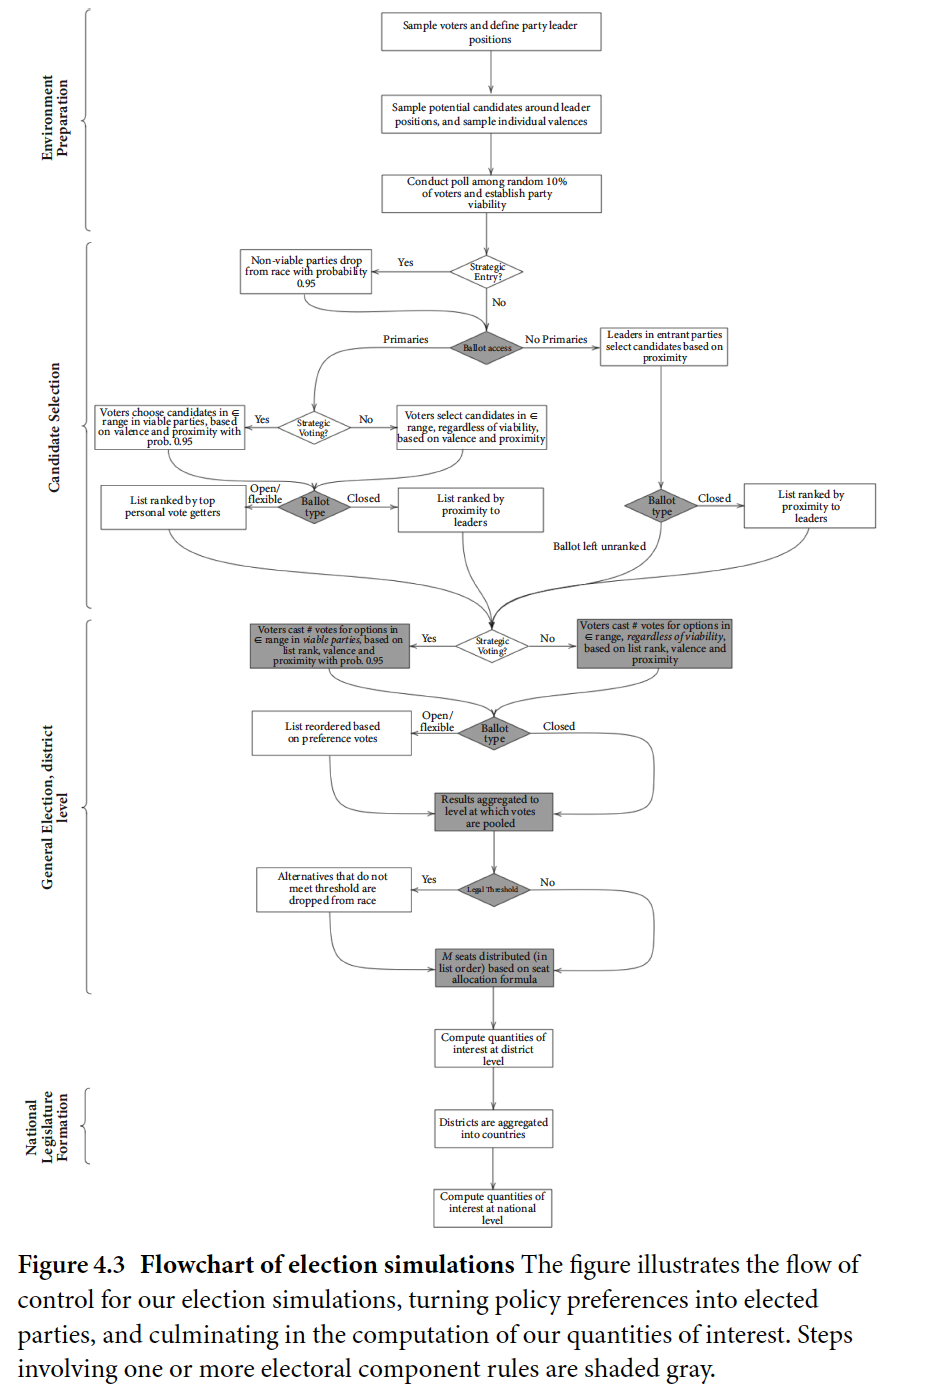 Sample voters and define party leader
positions
Environment
Preparation
Sample potential candidates around leader
positions, and sample individual valences
Conduct poll among random 10%
of voters and establish party
viability
Non-viable parties drop
from race with probability
0.95
Yes
Strategic
Entry?
No
Candidate Selection
Primaries
Ballot access
No Primaries
Leaders in entrant parties
select candidates based on
proximity
Voters choose candidates in ∈
range in viable parties, based
on valence and proximity with
prob. 0.95
Yes
Strategic
Voting?
No
Voters select candidates in ∈
range, regardless of viability,
based on valence and proximity
List ranked by top
personal vote getters
Open/
flexible
Ballot
type
Closed
List ranked by
proximity to
leaders
Ballot
type
Closed
List ranked by
proximity to
leaders
Ballot left unranked
General Election, district
level
Voters cast # votes for options in
∈ range in viable parties, based on
list rank, valence and
proximity with prob. 0.95
Yes
Strategic
Voting?
No
Voters cast # votes for options in
∈ range, regardless of viability,
based on list rank, valence and
proximity
List reordered based
on preference votes
Open/
flexible
Ballot
type
Closed
Results aggregated to
level at which votes
are pooled
Alternatives that do not
meet threshold are
dropped from race
Yes
Legal Threshold
No
M seats distributed (in
list order) based on seat
allocation formula
Compute quantities of
interest at district
level
National
Legislature
Formation
Districts are aggregated
into countries
Compute quantities of
interest at national
level
Figure 4.3 Flowchart of election simulations The figure illustrates the flow of
control for our election simulations, turning policy preferences into elected
parties, and culminating in the computation of our quantities of interest. Steps
involving one or more electoral component rules are shaded gray.